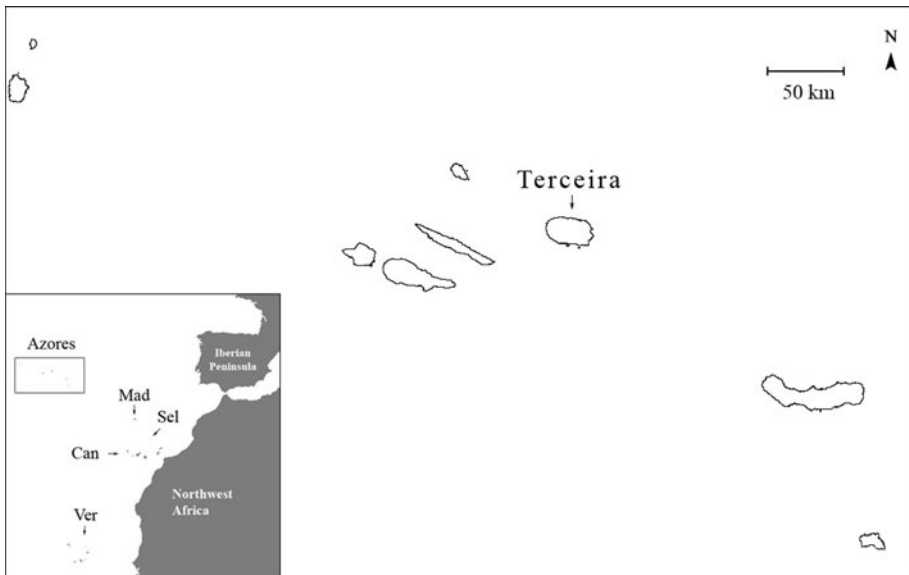 N
50 km
Terceira
Azores
Iberian
Peninsula
Mad
Sel
Can
Northwest
Africa
Ver